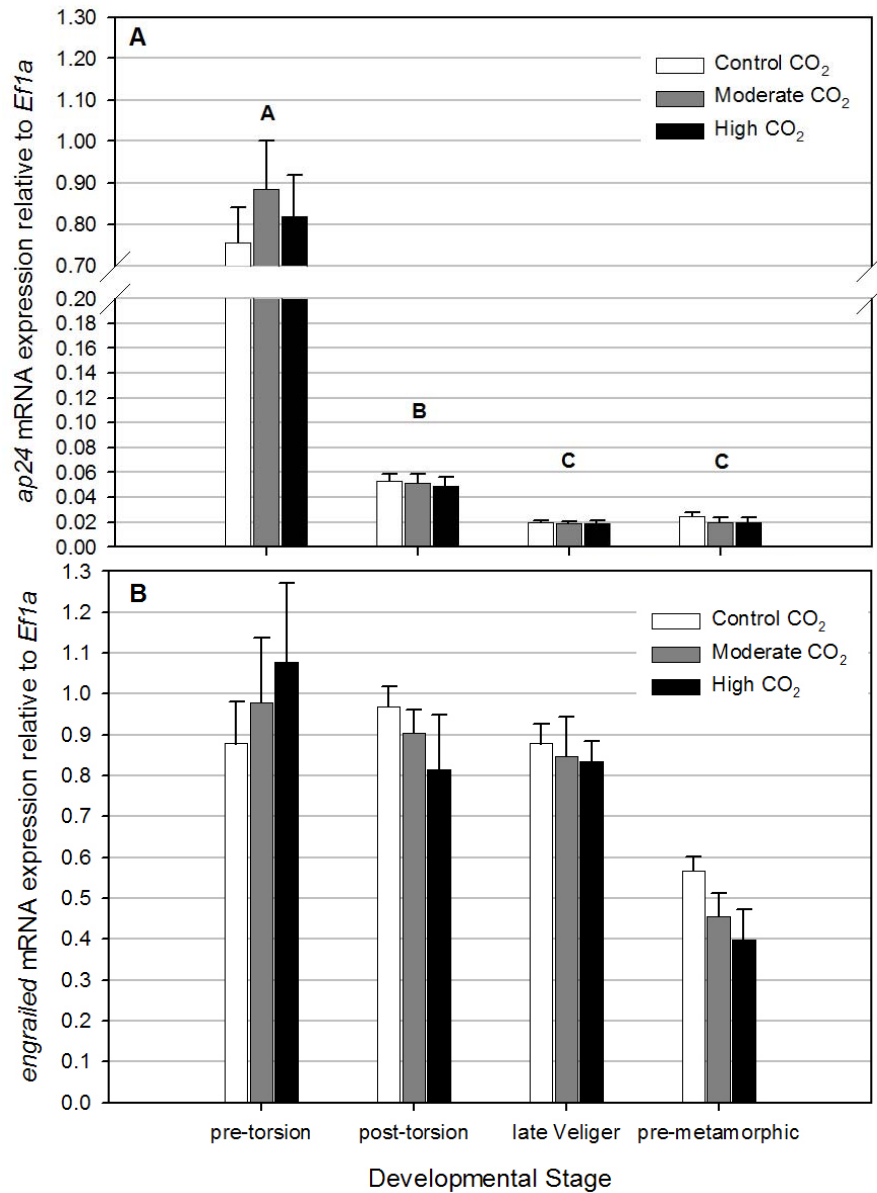 A
Control CO₂
Moderate CO₂
High CO₂
ap24 mRNA expression relative to Ef1a
1.30
1.20
1.10
1.00
0.90
0.80
0.70
0.20
0.18
0.16
0.14
0.12
0.10
0.08
0.06
0.04
0.02
0.00
A
B
C
C
B
Control CO₂
Moderate CO₂
High CO₂
engrailed mRNA expression relative to Ef1a
1.3
1.2
1.1
1.0
0.9
0.8
0.7
0.6
0.5
0.4
0.3
0.2
0.1
0.0
pre-torsion post-torsion late Veliger pre-metamorphic
Developmental Stage